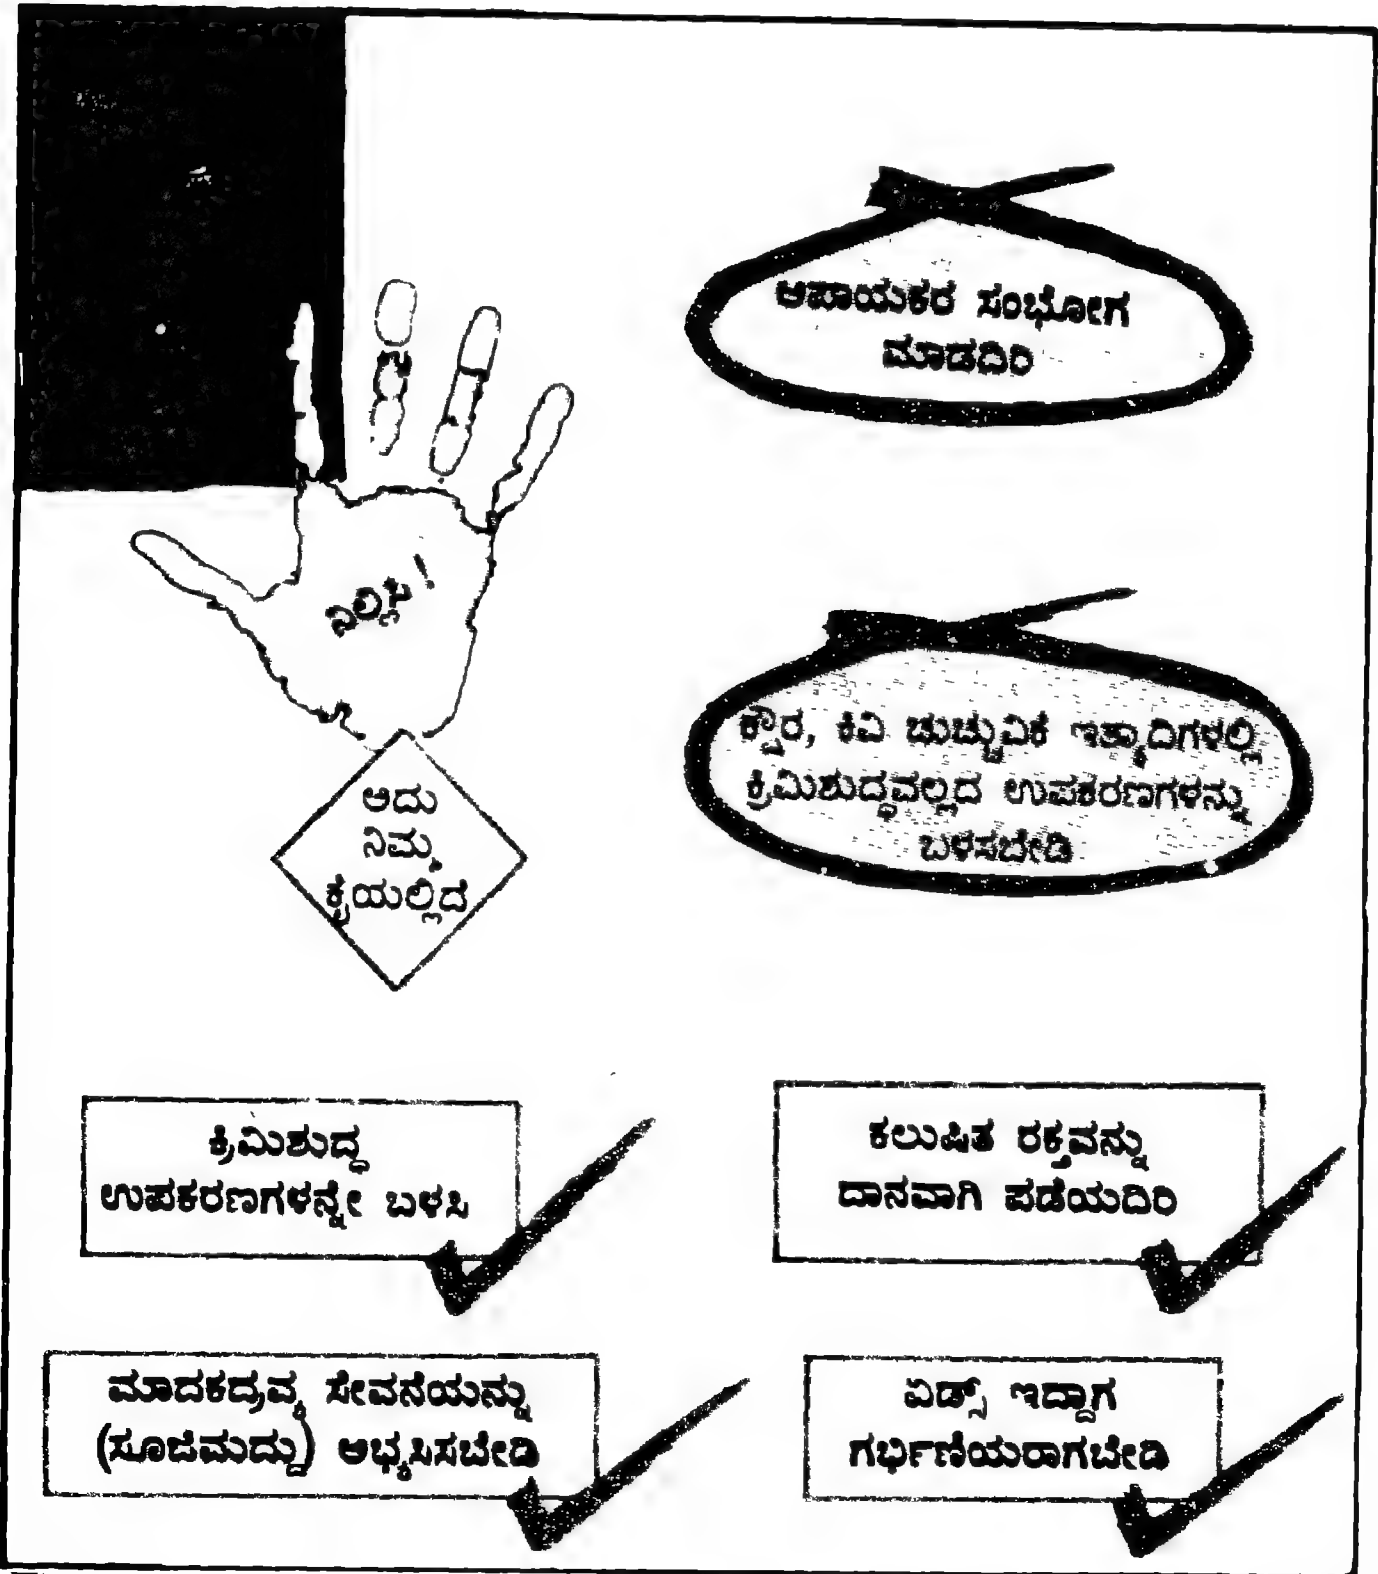 ನಿಲ್ಲಿಸಿ!
ಅದು
ನಿಮ್ಮ
ಕೈಯಲ್ಲಿದೆ
ಅಪಾಯಕರ ಸಂಭೋಗ
ಮಾಡದಿರಿ
ಕ್ಷೌರ, ಕಿವಿ ಚುಚ್ಚುವಿಕೆ ಇತ್ಯಾದಿಗಳಲ್ಲಿ
ಕ್ರಿಮಿಶುದ್ಧವಲ್ಲದ ಉಪಕರಣಗಳನ್ನು
ಬಳಸಬೇಡಿ
ಕ್ರಿಮಿಶುದ್ಧ
ಉಪಕರಣಗಳನ್ನೇ ಬಳಸಿ
ಕಲುಷಿತ ರಕ್ತವನ್ನು
ದಾನವಾಗಿ ಪಡೆಯದಿರಿ
ಮಾದಕದ್ರವ್ಯ ಸೇವನೆಯನ್ನು
(ಸೂಜಿಮದ್ದು) ಅಭ್ಯಸಿಸಬೇಡಿ
ಏಡ್ಸ್ ಇದ್ದಾಗ
ಗರ್ಭಿಣಿಯರಾಗಬೇಡಿ